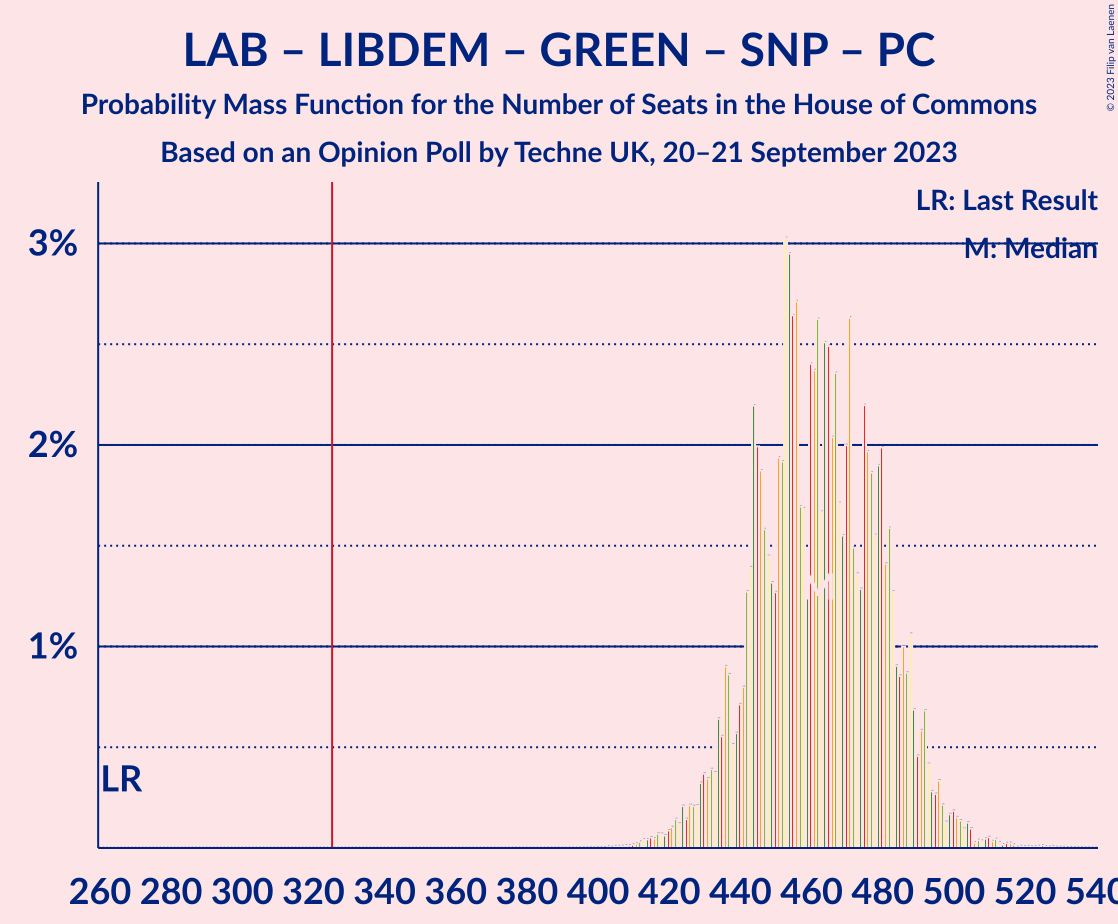 LAB – LIBDEM – GREEN – SNP – PC
Probability Mass Function for the Number of Seats in the House of Commons
Based on an Opinion Poll by Techne UK, 20–21 September 2023
© 2023 Filip van Laenen
LR: Last Result
M: Median
3%
2%
1%
LR
260 280 300 320 340 360 380 400 420 440 460 480 500 520 540